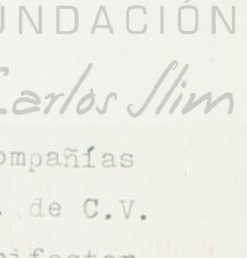 UNDACIÓN
Carlos Slim
ompañías
. de C.V.